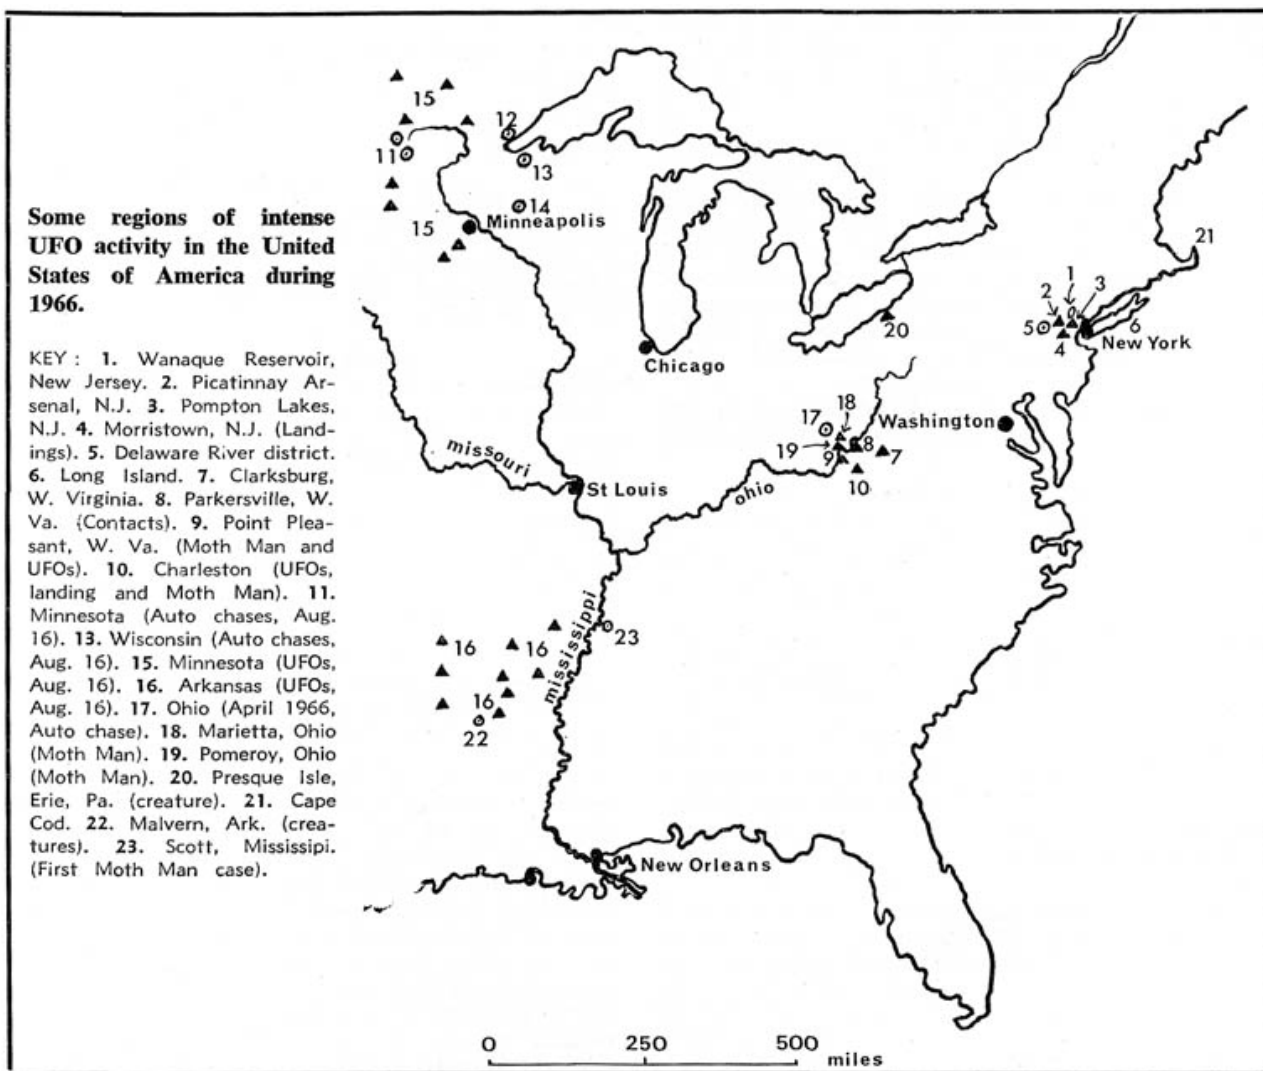 Some regions of intense
UFO activity in the United
States of America during
1966.
KEY : 1. Wanaque Reservoir,
New Jersey. 2. Picatinnay Ar-
senal, N.J. 3. Pompton Lakes,
N.J. 4. Morristown, N.J. (Land-
ings). 5. Delaware River district.
6. Long Island. 7. Clarksburg,
W. Virginia. 8. Parkersville, W.
Va. (Contacts). 9. Point Plea-
sant, W. Va. (Moth Man and
UFOs). 10. Charleston (UFOs,
landing and Moth Man). 11.
Minnesota (Auto chases, Aug.
16). 13. Wisconsin (Auto chases,
Aug. 16). 15. Minnesota (UFOs,
Aug. 16). 16. Arkansas (UFOs,
Aug. 16). 17. Ohio (April 1966,
Auto chase). 18. Marietta, Ohio
(Moth Man). 19. Pomeroy, Ohio
(Moth Man). 20. Presque Isle,
Erie, Pa. (creature). 21. Cape
Cod. 22. Malvern, Ark. (crea-
tures). 23. Scott, Mississipi.
(First Moth Man case).
15
12
11
13
14
Minneapolis
15
21
1
2
3
5
6
4
New York
20
Chicago
18
17
Washington
19
8
9
7
10
missouri
St Louis
ohio
mississippi
23
16
16
16
22
New Orleans
0
250
500
miles